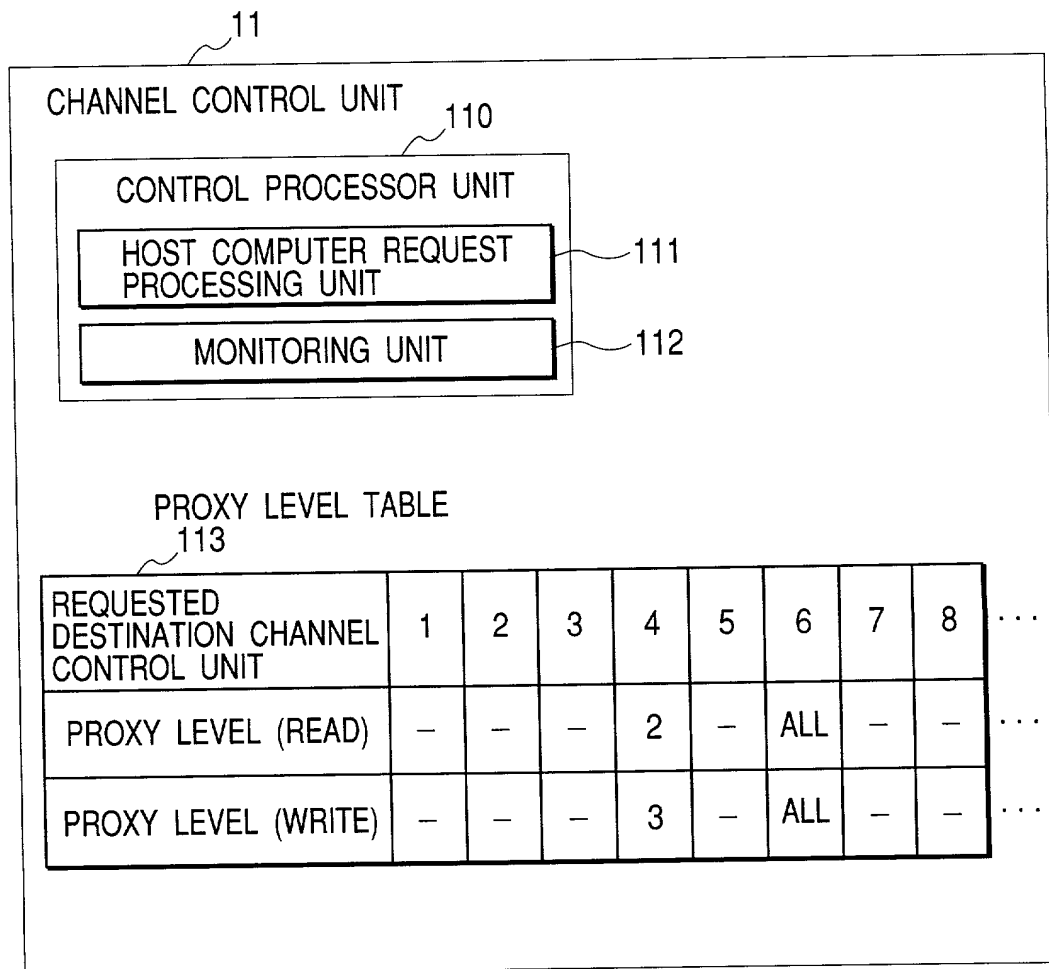 11
CHANNEL CONTROL UNIT
110
CONTROL PROCESSOR UNIT
HOST COMPUTER REQUEST
PROCESSING UNIT
111
MONITORING UNIT
112
PROXY LEVEL TABLE
113
REQUESTED
DESTINATION CHANNEL
CONTROL UNIT
1 2 3 4 5 6 7 8 ...
PROXY LEVEL (READ) – – – 2 – ALL – – ...
PROXY LEVEL (WRITE) – – – 3 – ALL – – ...